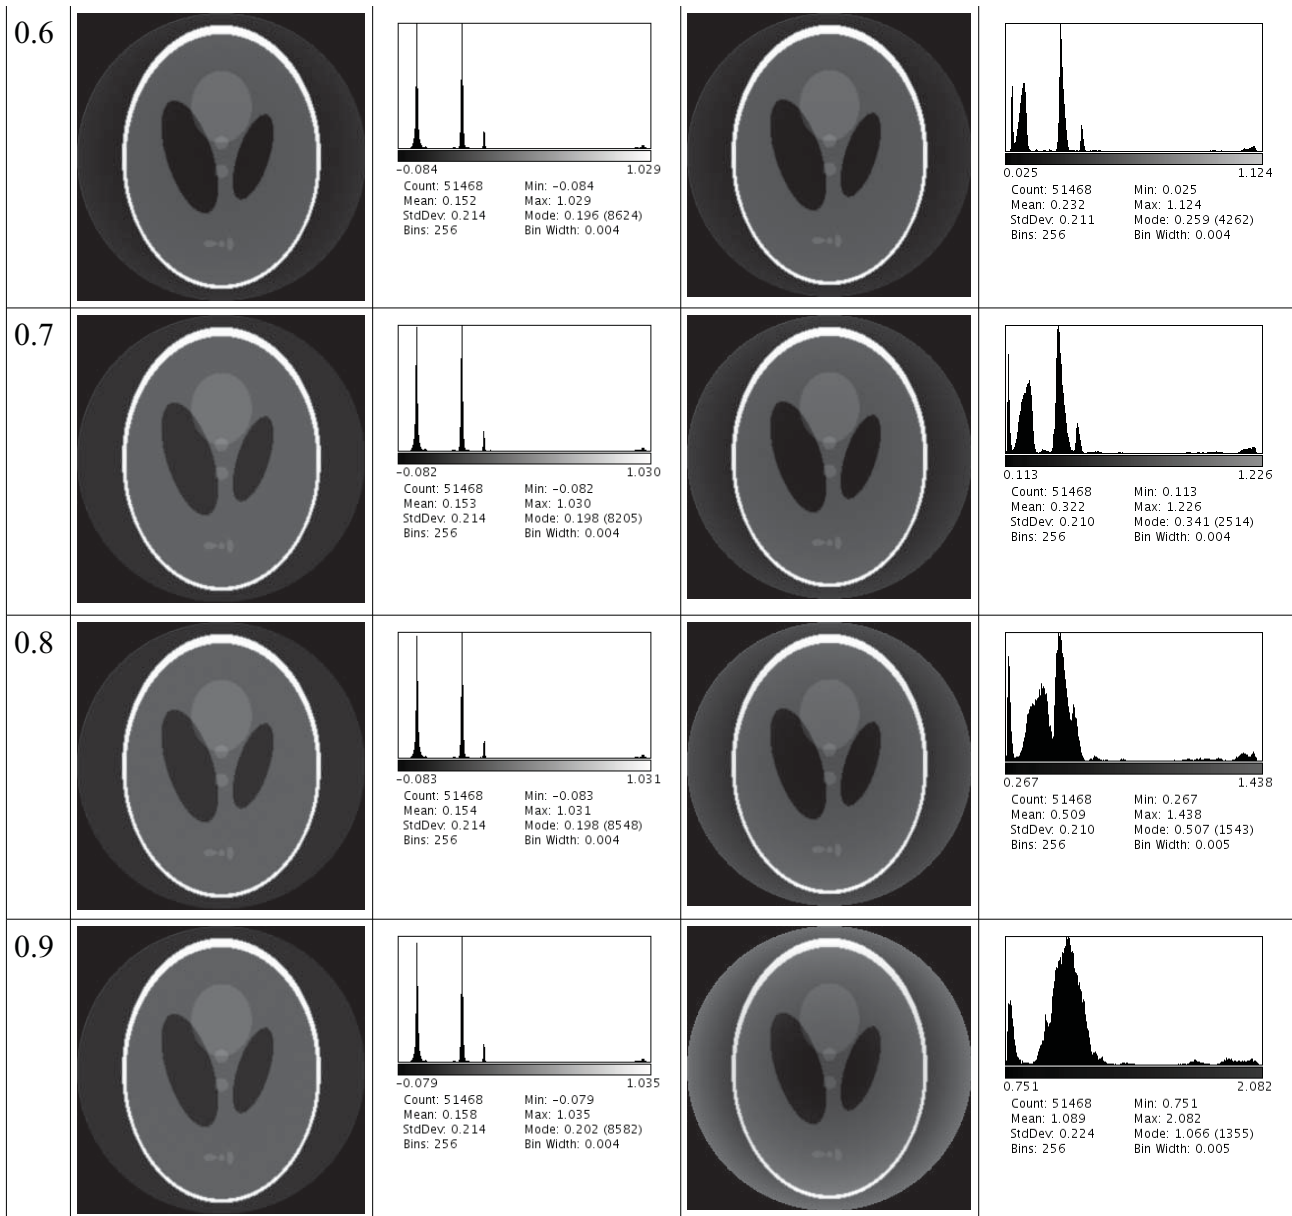 0.6
−0.084 1.029
Count: 51468 Min: −0.084
Mean: 0.152 Max: 1.029
StdDev: 0.214 Mode: 0.196 (8624)
Bins: 256 Bin Width: 0.004
0.025 1.124
Count: 51468 Min: 0.025
Mean: 0.232 Max: 1.124
StdDev: 0.211 Mode: 0.259 (4262)
Bins: 256 Bin Width: 0.004
0.7
−0.082 1.030
Count: 51468 Min: −0.082
Mean: 0.153 Max: 1.030
StdDev: 0.214 Mode: 0.198 (8205)
Bins: 256 Bin Width: 0.004
0.113 1.226
Count: 51468 Min: 0.113
Mean: 0.322 Max: 1.226
StdDev: 0.210 Mode: 0.341 (2514)
Bins: 256 Bin Width: 0.004
0.8
−0.083 1.031
Count: 51468 Min: −0.083
Mean: 0.154 Max: 1.031
StdDev: 0.214 Mode: 0.198 (8548)
Bins: 256 Bin Width: 0.004
0.267 1.438
Count: 51468 Min: 0.267
Mean: 0.509 Max: 1.438
StdDev: 0.210 Mode: 0.507 (1543)
Bins: 256 Bin Width: 0.005
0.9
−0.079 1.035
Count: 51468 Min: −0.079
Mean: 0.158 Max: 1.035
StdDev: 0.214 Mode: 0.202 (8582)
Bins: 256 Bin Width: 0.004
0.751 2.082
Count: 51468 Min: 0.751
Mean: 1.089 Max: 2.082
StdDev: 0.224 Mode: 1.066 (1355)
Bins: 256 Bin Width: 0.005